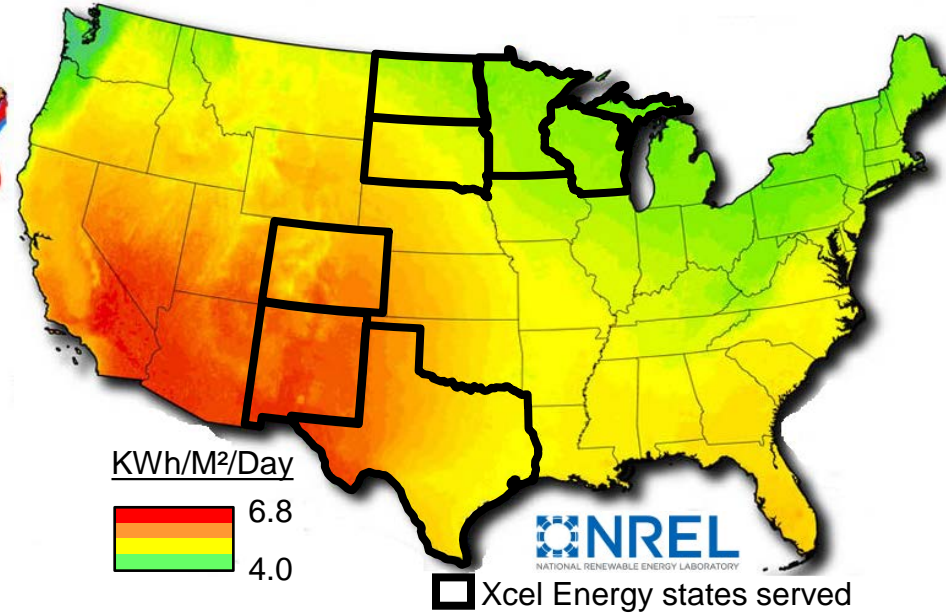 KWh/M²/Day
6.8
4.0
NREL
NATIONAL RENEWABLE ENERGY LABORATORY
Xcel Energy states served